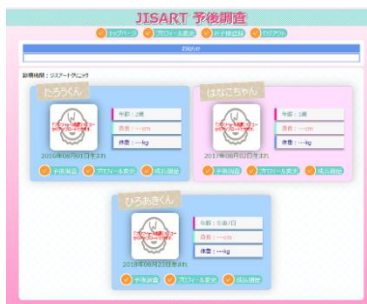 JISART 予後調査
トップページ プロフィール変更 お子様登録 ログアウト
お知らせ
診療機関：リスアートクリニック
たろうくん
年齢：2歳
身長：---cm
体重：---kg
2016年08月01日生まれ
予後調査 プロフィール変更 成長曲線
はなこちゃん
年齢：1歳
身長：---cm
体重：---kg
2017年08月02日生まれ
予後調査 プロフィール変更 成長曲線
ひろあきくん
身長：---cm
体重：---kg
2018年08月23日生まれ
予後調査 プロフィール変更 成長曲線